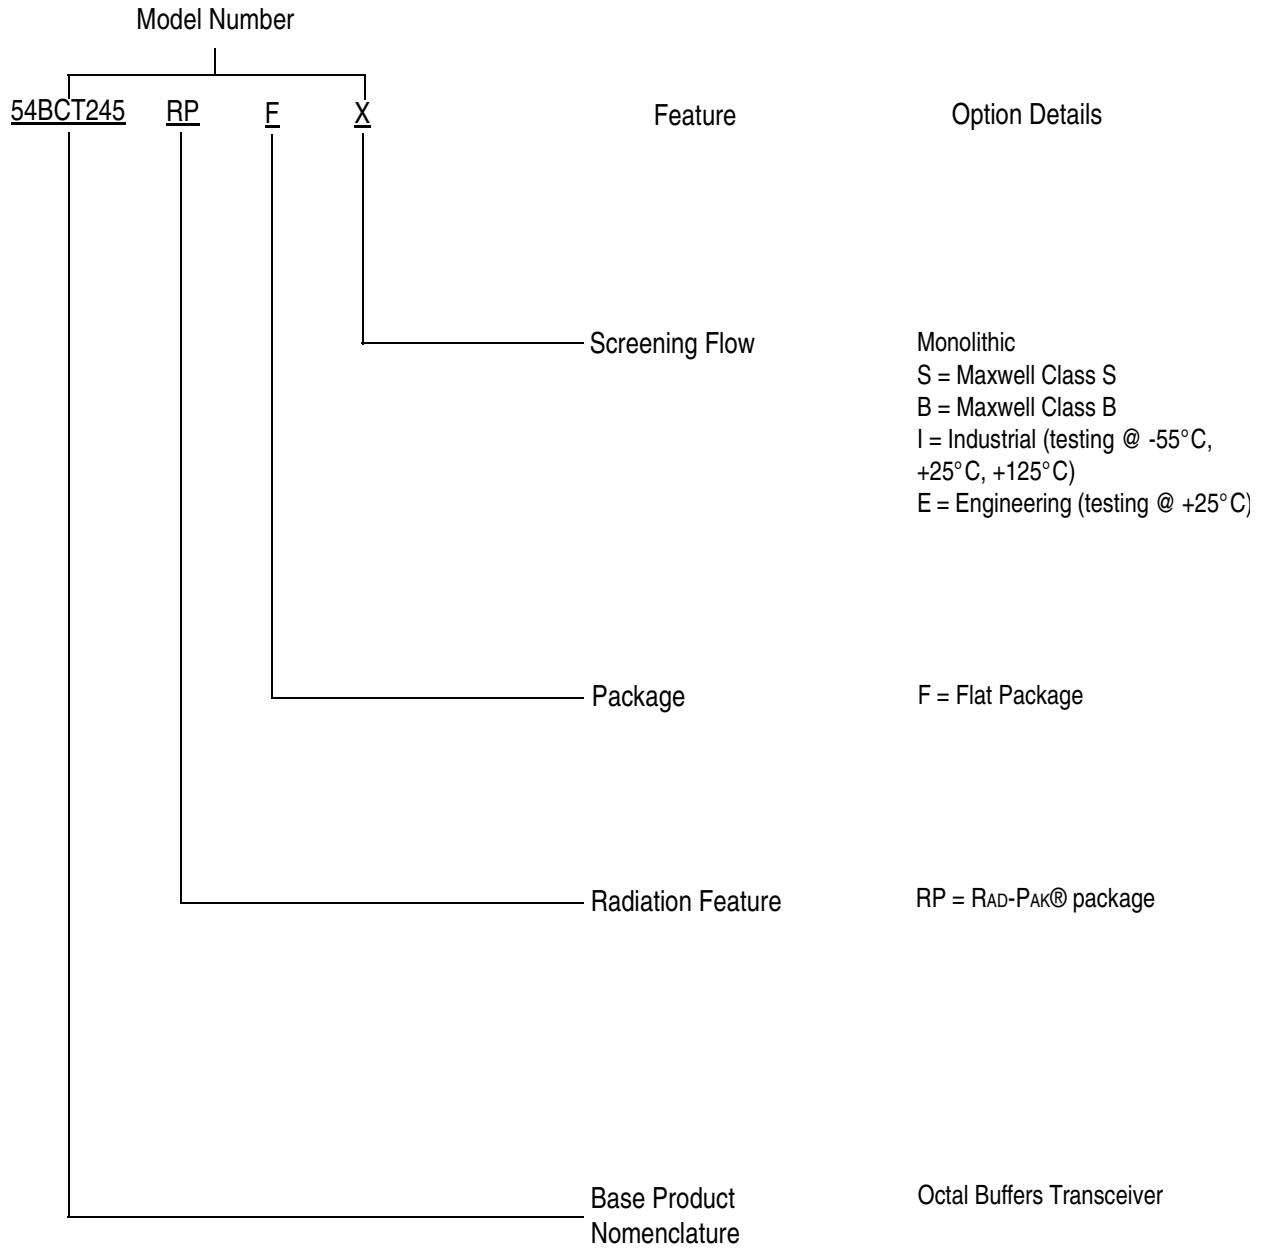 Model Number
54BCT245 RP F X
Feature Option Details
Screening Flow
Monolithic
S = Maxwell Class S
B = Maxwell Class B
I = Industrial (testing @ -55°C,
+25°C, +125°C)
E = Engineering (testing @ +25°C)
Package
F = Flat Package
Radiation Feature
RP = RAD-PAK® package
Base Product
Nomenclature
Octal Buffers Transceiver